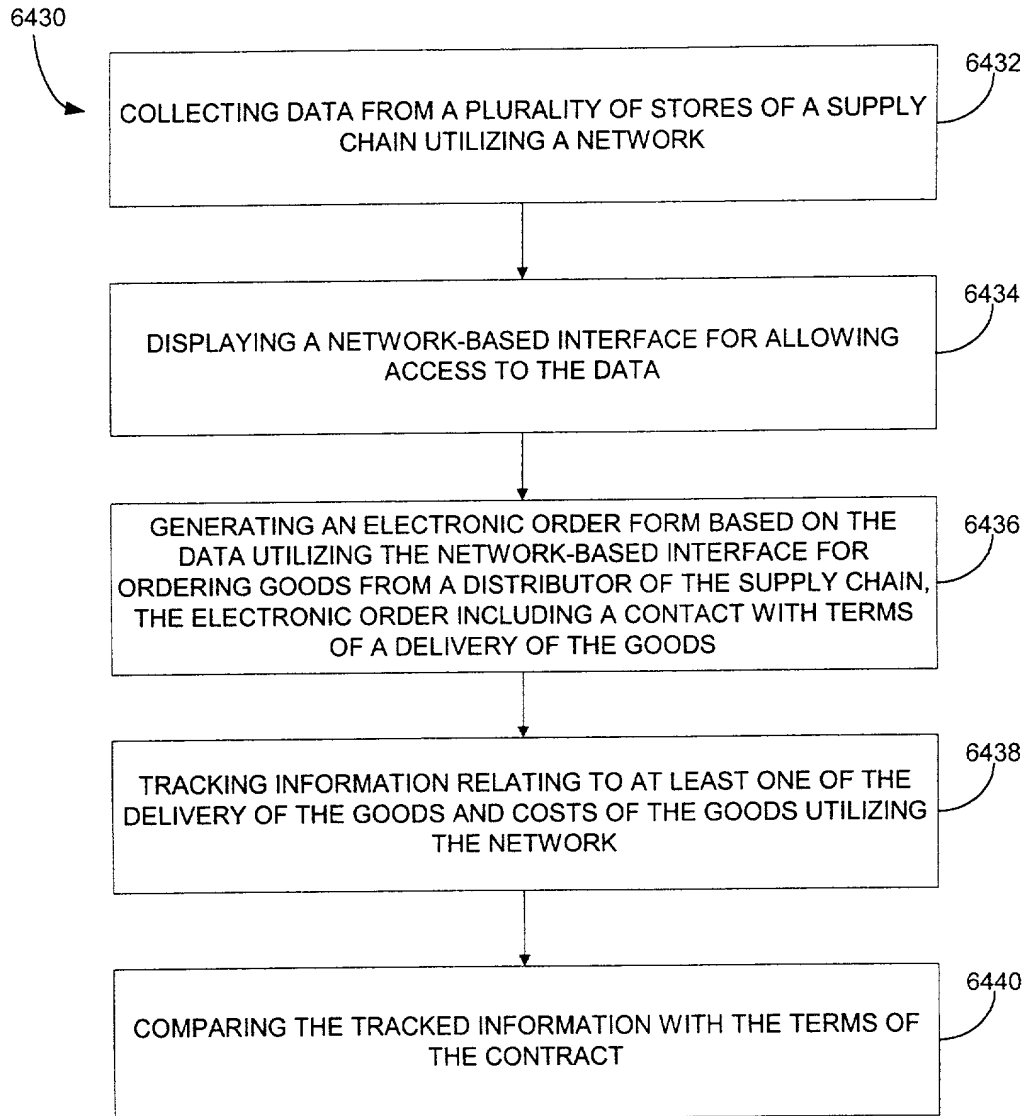 6430
6432
COLLECTING DATA FROM A PLURALITY OF STORES OF A SUPPLY
CHAIN UTILIZING A NETWORK
6434
DISPLAYING A NETWORK-BASED INTERFACE FOR ALLOWING
ACCESS TO THE DATA
6436
GENERATING AN ELECTRONIC ORDER FORM BASED ON THE
DATA UTILIZING THE NETWORK-BASED INTERFACE FOR
ORDERING GOODS FROM A DISTRIBUTOR OF THE SUPPLY CHAIN,
THE ELECTRONIC ORDER INCLUDING A CONTACT WITH TERMS
OF A DELIVERY OF THE GOODS
6438
TRACKING INFORMATION RELATING TO AT LEAST ONE OF THE
DELIVERY OF THE GOODS AND COSTS OF THE GOODS UTILIZING
THE NETWORK
6440
COMPARING THE TRACKED INFORMATION WITH THE TERMS OF
THE CONTRACT